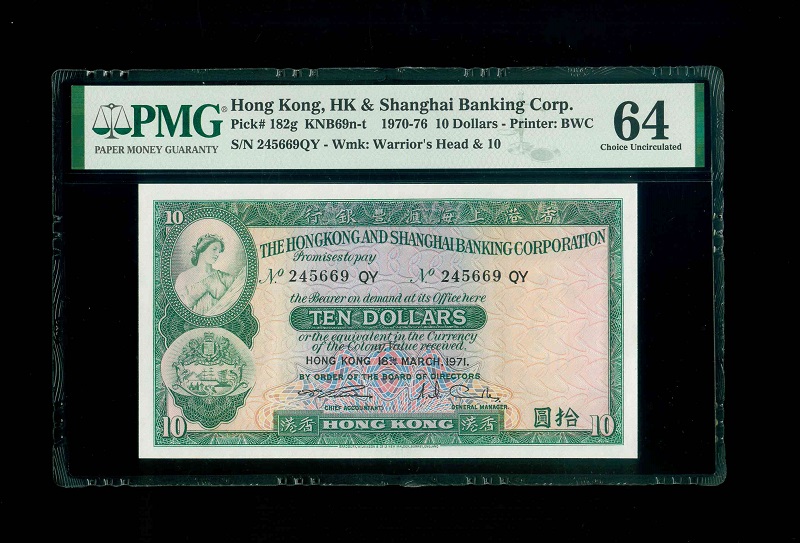 PMG
PAPER MONEY GUARANTY
Hong Kong, HK & Shanghai Banking Corp.
Pick# 182g KNB69n-t 1970-76 10 Dollars - Printer: BWC
S/N 245669QY - Wmk: Warrior's Head & 10
64
Choice Uncirculated
10
行銀豐滙海上港香
THE HONGKONG AND SHANGHAI BANKING CORPORATION
Promises to pay
Nº 245669 QY Nº 245669 QY
the Bearer on demand at its Office here
TEN DOLLARS
or the equivalent in the Currency
of the Colony Value received.
HONG KONG 18TH MARCH, 1971.
BY ORDER OF THE BOARD OF DIRECTORS
CHIEF ACCOUNTANT GENERAL MANAGER
10 港香 HONG KONG 港香 圓拾 10